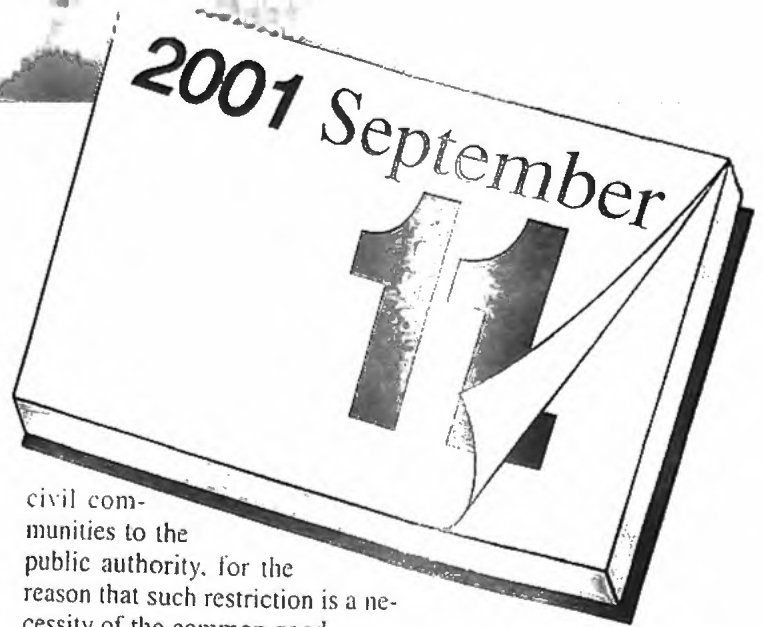 2001 September
11
civil com-
munities to the
public authority, for the
reason that such restriction is a ne-
cessity of the common good